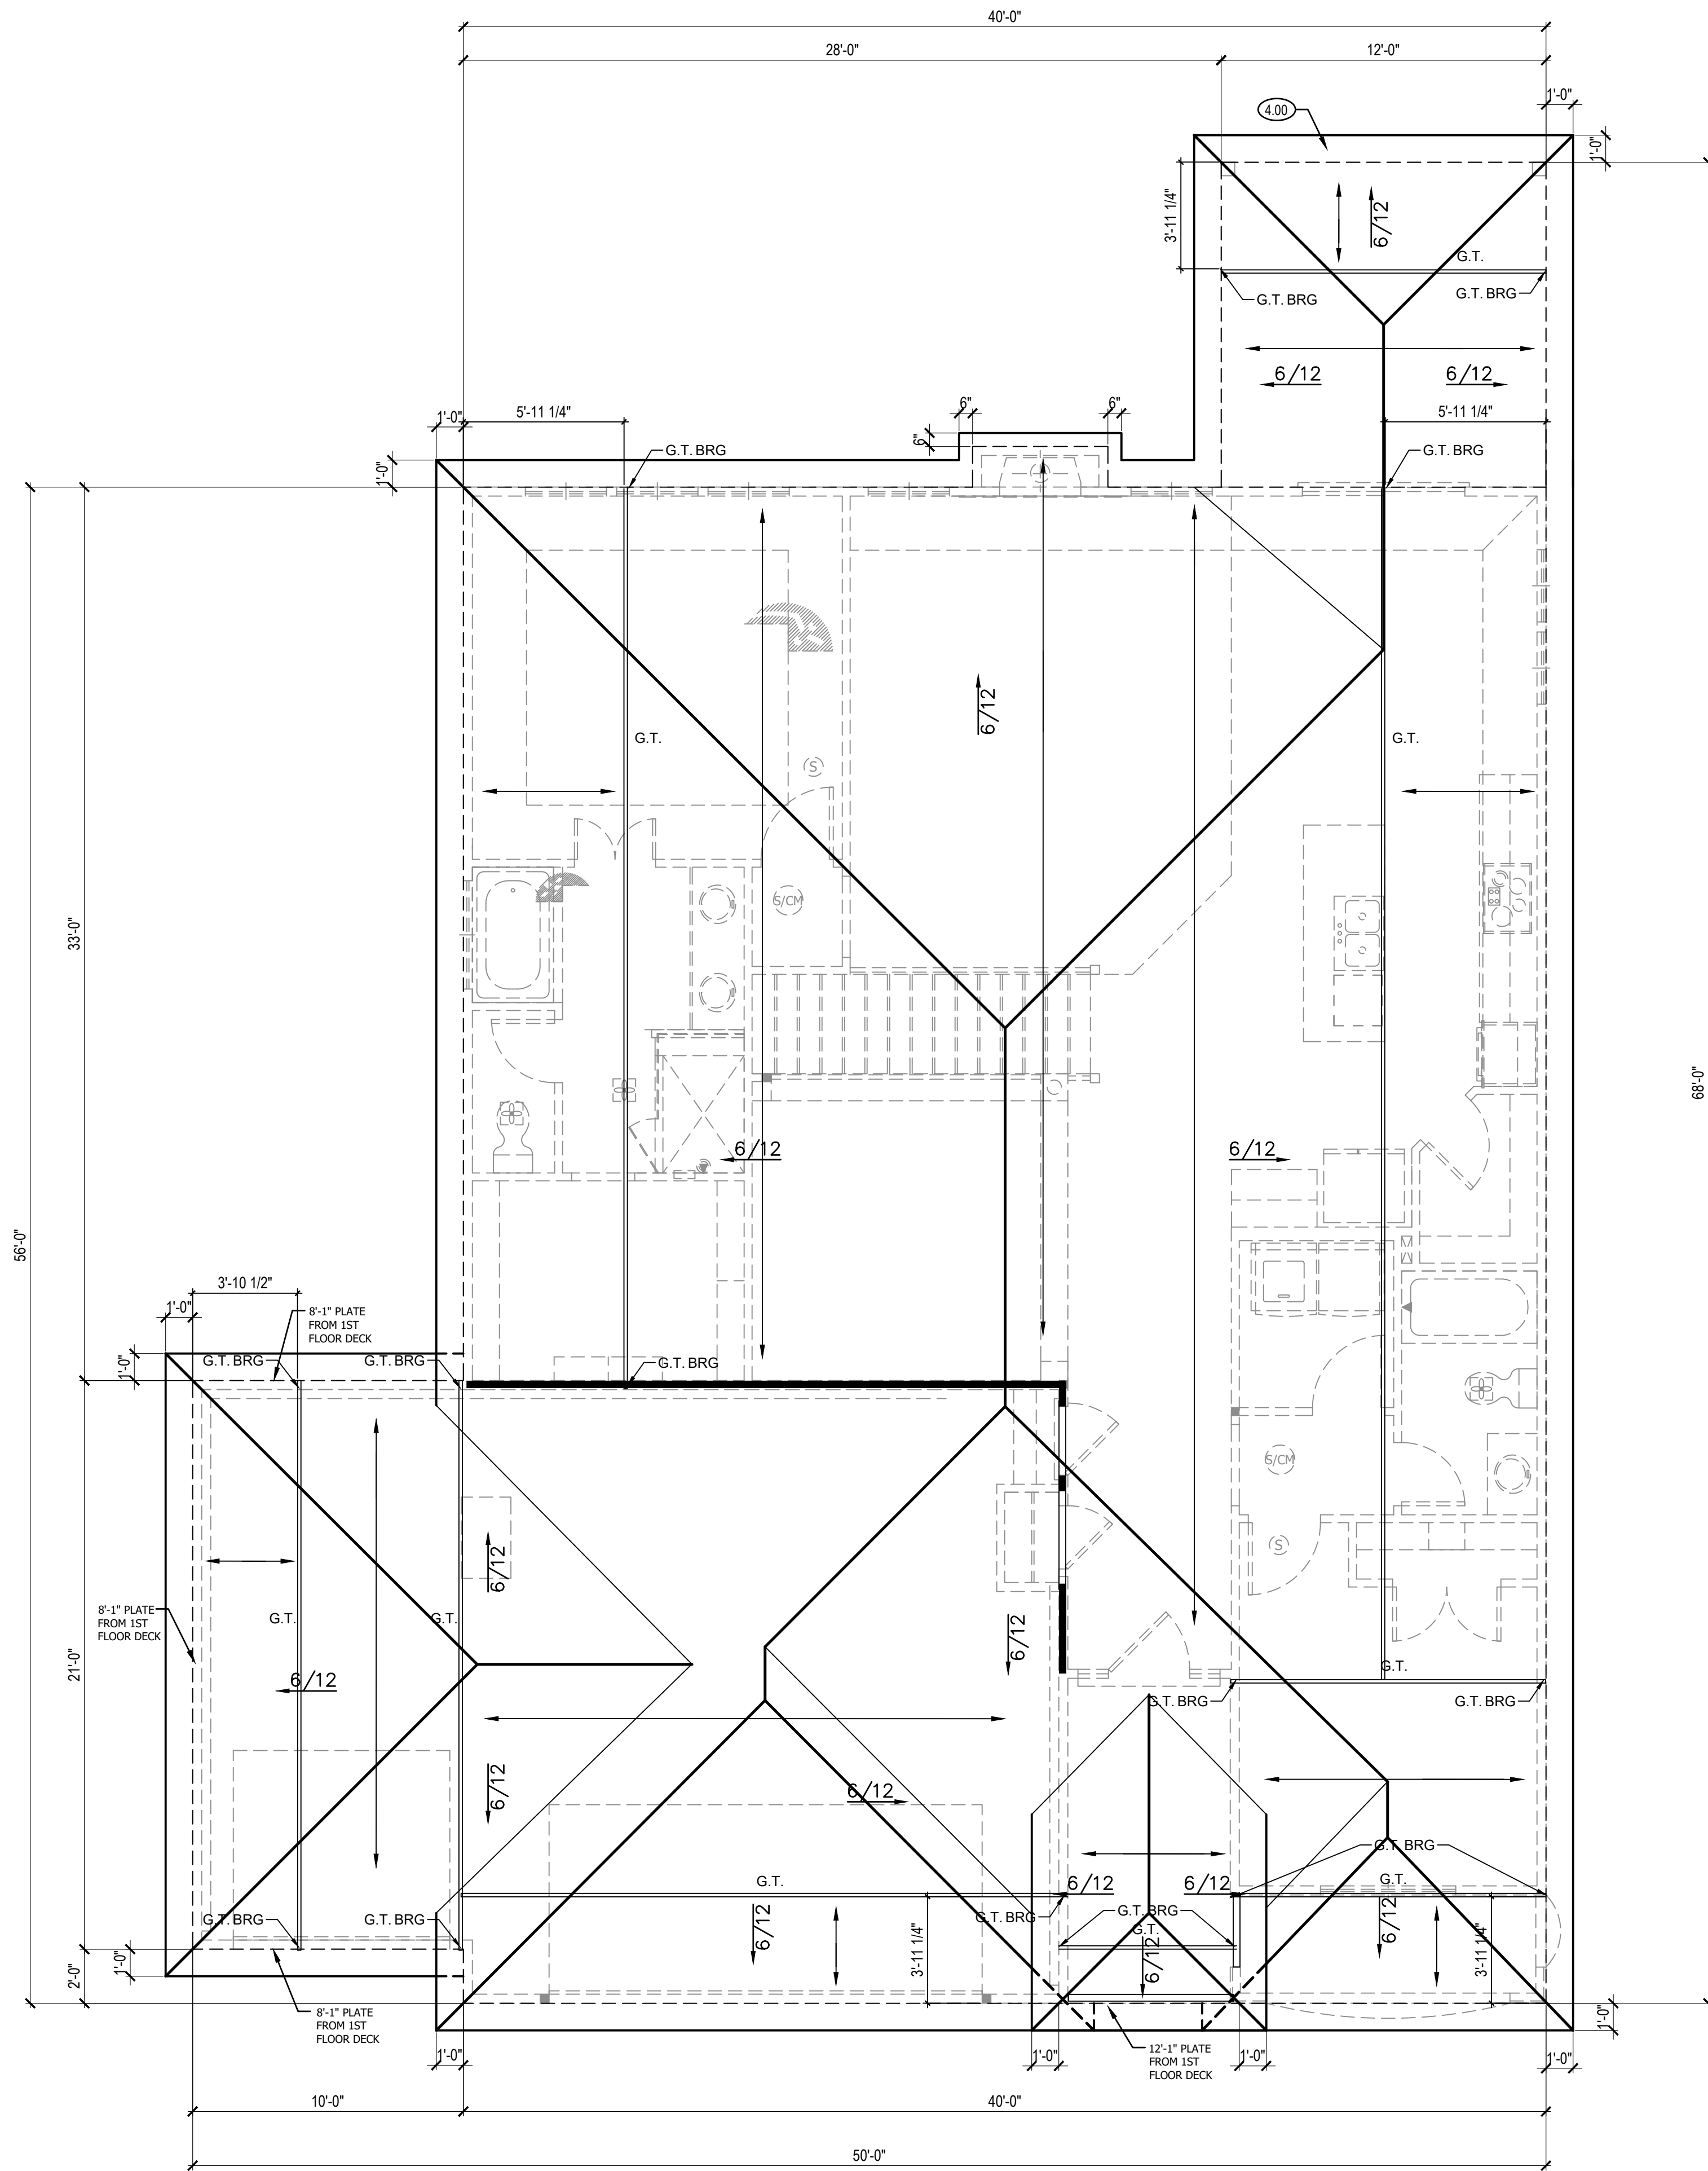 40'-0"
28'-0"
12'-0"
1'-0"
4.00
1'-0"
3'-11 1/4"
6/12
G.T.
G.T. BRG
G.T. BRG
6/12
6/12
6"
6"
1'-0"
5'-11 1/4"
5'-11 1/4"
6"
G.T. BRG
G.T. BRG
1'-0"
6/12
G.T.
G.T.
S
S/CM
33'-0"
68'-0"
6/12
6/12
56'-0"
3'-10 1/2"
1'-0"
8'-1" PLATE
FROM 1ST
FLOOR DECK
1'-0"
G.T. BRG
G.T. BRG
G.T. BRG
S/CM
S
6/12
8'-1" PLATE
FROM 1ST
FLOOR DECK
G.T.
G.T.
6/12
21'-0"
6/12
G.T.
G.T. BRG
G.T. BRG
6/12
6/12
G.T. BRG
G.T.
G.T.
6/12
6/12
G.T. BRG
G.T. BRG
G.T. BRG
G.T. BRG
G.T.
6/12
6/12
6/12
3'-11 1/4"
3'-11 1/4"
2'-0"
1'-0"
8'-1" PLATE
FROM 1ST
FLOOR DECK
1'-0"
1'-0"
1'-0"
12'-1" PLATE
FROM 1ST
FLOOR DECK
1'-0"
1'-0"
10'-0"
40'-0"
50'-0"